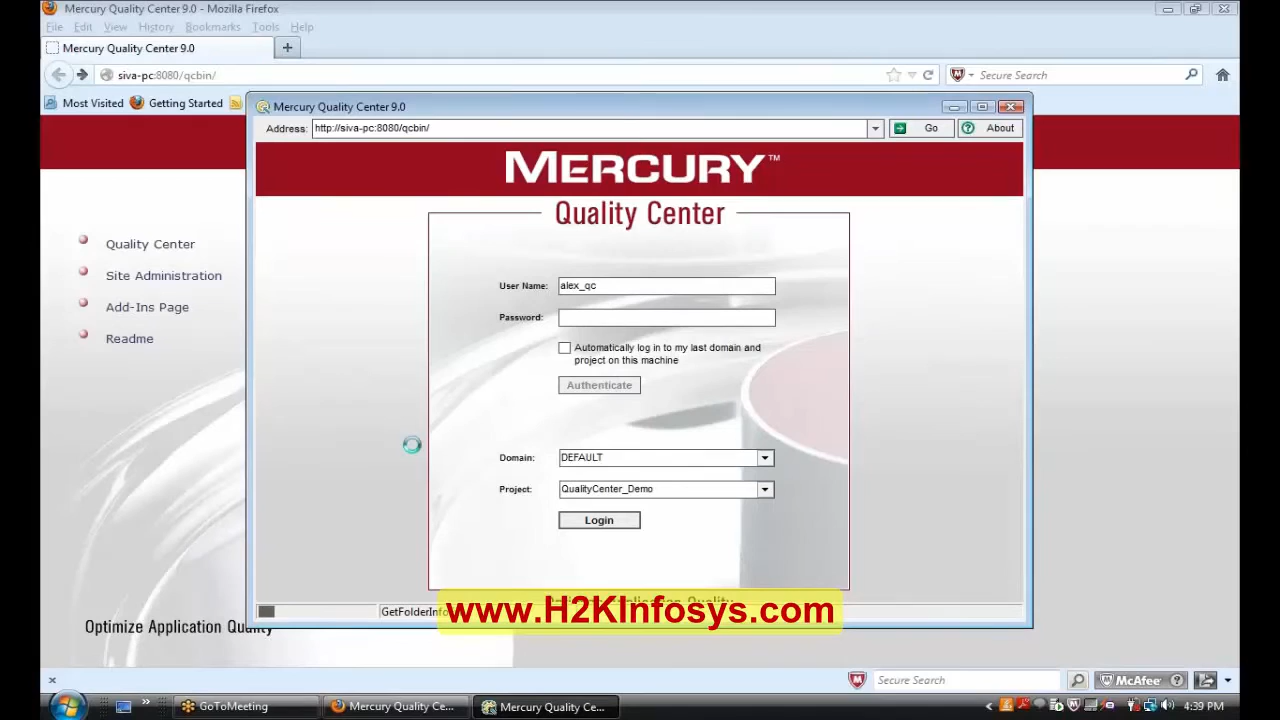 Mercury Quality Center 9.0 - Mozilla Firefox
File Edit View History Bookmarks Tools Help
Mercury Quality Center 9.0
siva-pc:8080/qcbin/
Secure Search
Most Visited Getting Started
Mercury Quality Center 9.0
Address: http://siva-pc:8080/qcbin/ Go About
MERCURY™
Quality Center
Quality Center
Site Administration
Add-Ins Page
Readme
User Name: alex_qc
Password:
Automatically log in to my last domain and
project on this machine
Authenticate
Domain: DEFAULT
Project: QualityCenter_Demo
Login
GetFolderInfo
www.H2KInfosys.com
Optimize Application Quality
Secure Search McAfee
GoToMeeting Mercury Quality Ce... Mercury Quality Ce... 4:39 PM